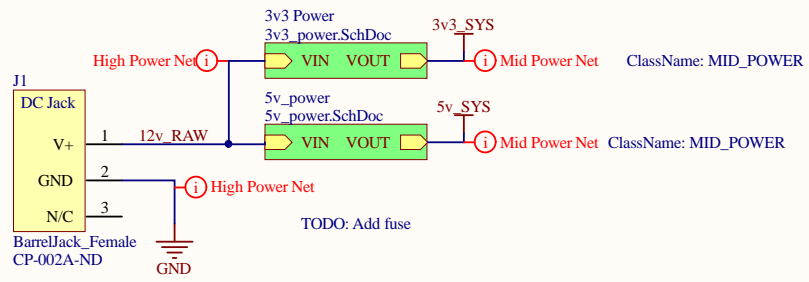 3v3 Power
3v3_power.SchDoc
3v3_SYS
High Power Net i VIN VOUT i Mid Power Net ClassName: MID_POWER
J1
DC Jack
5v_power
5v_power.SchDoc
5v_SYS
V+ 1 12v_RAW VIN VOUT i Mid Power Net ClassName: MID_POWER
GND 2
i High Power Net
N/C 3
TODO: Add fuse
BarrelJack_Female
CP-002A-ND
GND